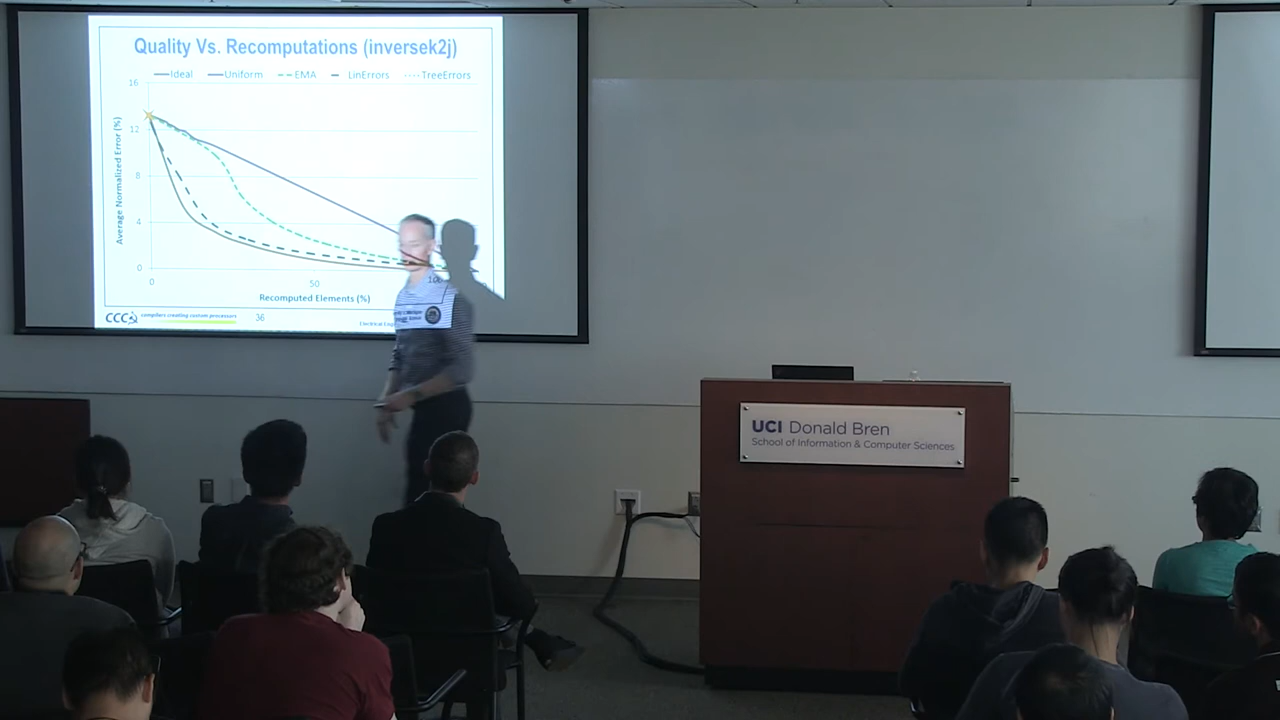 Quality Vs. Recomputations (inversek2j)
Ideal Uniform EMA LinErrors TreeErrors
16
12
8
4
0
Average Normalized Error (%)
0 50 100
Recomputed Elements (%)
CCC compilers creating custom processors 36
UCI Donald Bren
School of Information & Computer Sciences